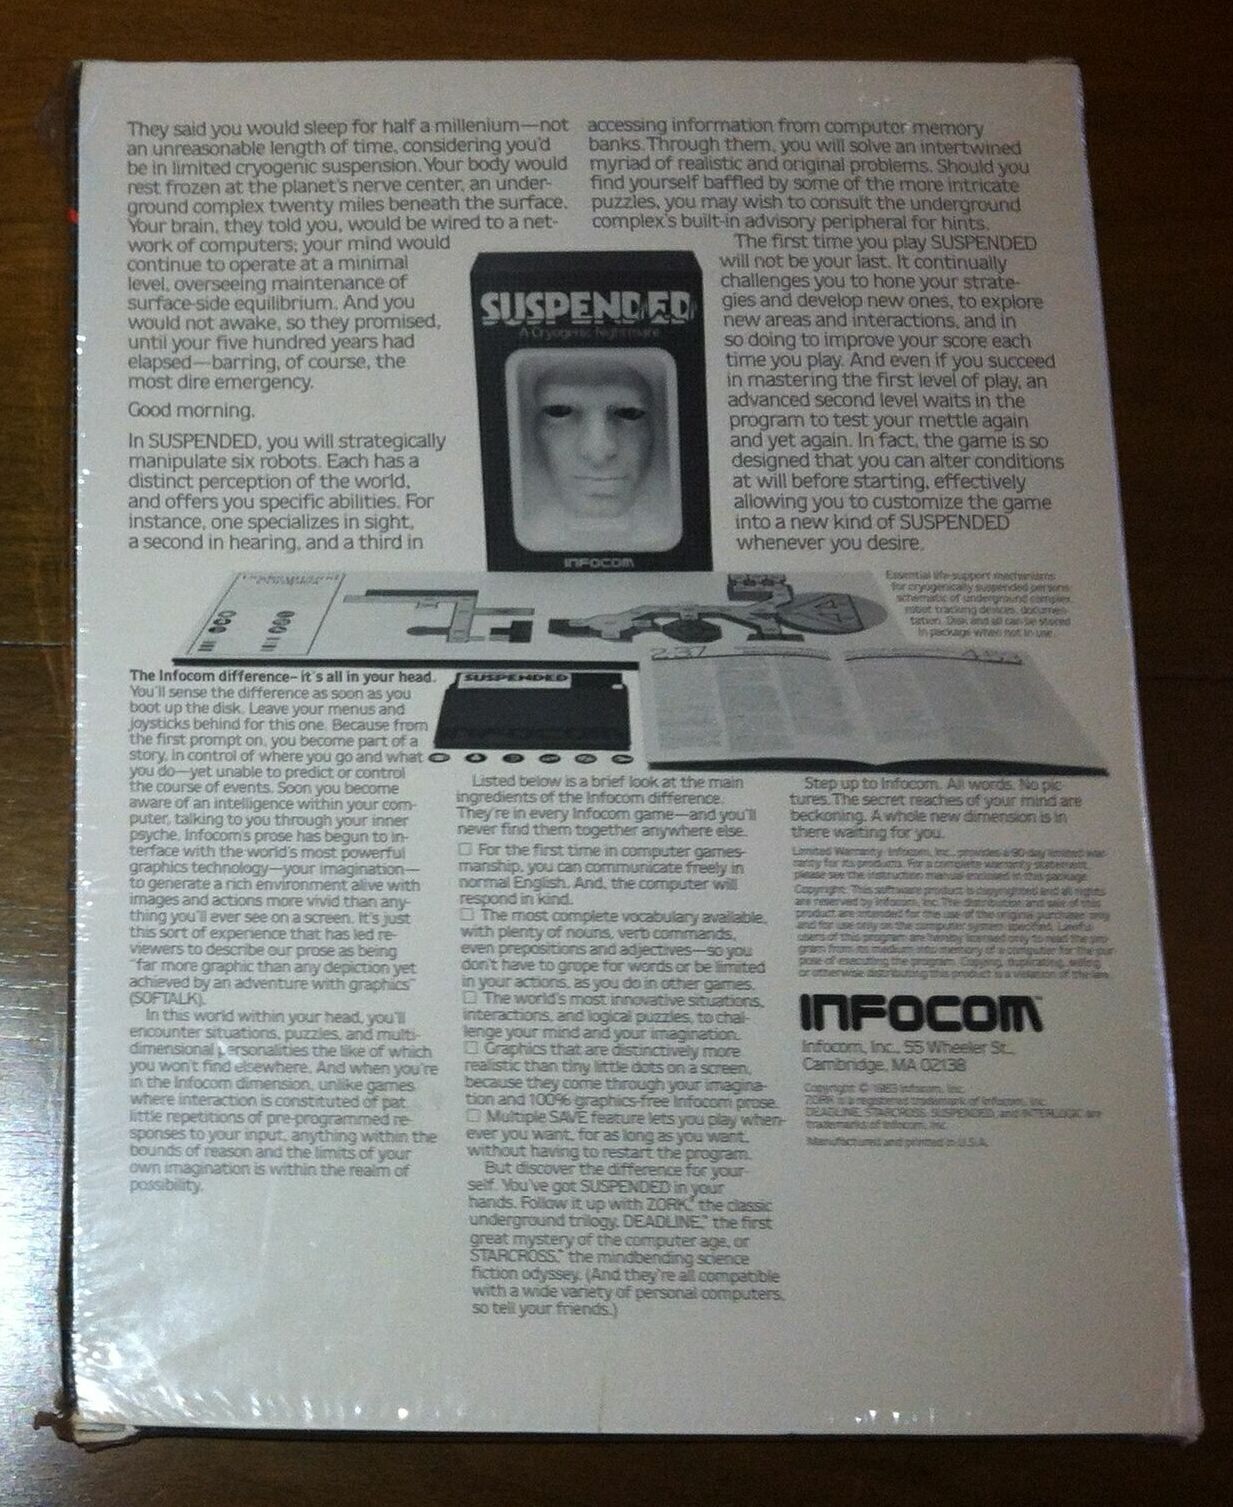 They said you would sleep for half a millenium—not
an unreasonable length of time, considering you'd
be in limited cryogenic suspension. Your body would
rest frozen at the planet's nerve center, an under-
ground complex twenty miles beneath the surface.
Your brain, they told you, would be wired to a net-
work of computers; your mind would
continue to operate at a minimal
level, overseeing maintenance of
surface-side equilibrium. And you
would not awake, so they promised,
until your five hundred years had
elapsed—barring, of course, the
most dire emergency.
Good morning.
In SUSPENDED, you will strategically
manipulate six robots. Each has a
distinct perception of the world,
and offers you specific abilities. For
instance, one specializes in sight,
a second in hearing, and a third in
accessing information from computer memory
banks. Through them, you will solve an intertwined
myriad of realistic and original problems. Should you
find yourself baffled by some of the more intricate
puzzles, you may wish to consult the underground
complex's built-in advisory peripheral for hints.
The first time you play SUSPENDED
will not be your last. It continually
challenges you to hone your strate-
gies and develop new ones, to explore
new areas and interactions, and in
so doing to improve your score each
time you play. And even if you succeed
in mastering the first level of play, an
advanced second level waits in the
program to test your mettle again
and yet again. In fact, the game is so
designed that you can alter conditions
at will before starting, effectively
allowing you to customize the game
into a new kind of SUSPENDED
whenever you desire.
SUSPENDED
A Cryogenic Nightmare
INFOCOM
Essential life-support mechanisms
for cryogenically suspended persons
schematic of underground complex,
robot tracking devices, documen-
tation. Disk and all can be stored
in package when not in use.
237
SUSPENDED
The Infocom difference–it's all in your head.
You'll sense the difference as soon as you
boot up the disk. Leave your menus and
joysticks behind for this one. Because from
the first prompt on, you become part of a
story, in control of where you go and what
you do—yet unable to predict or control
the course of events. Soon you become
aware of an intelligence within your com-
puter, talking to you through your inner
psyche. Infocom's prose has begun to in-
terface with the world's most powerful
graphics technology—your imagination—
to generate a rich environment alive with
images and actions more vivid than any-
thing you'll ever see on a screen. It's just
this sort of experience that has led re-
viewers to describe our prose as being
"far more graphic than any depiction yet
achieved by an adventure with graphics"
(SOFTALK).
In this world within your head, you'll
encounter situations, puzzles, and multi-
dimensional personalities the like of which
you won't find elsewhere. And when you're
in the Infocom dimension, unlike games
where interaction is constituted of pat
little repetitions of pre-programmed re-
sponses to your input, anything within the
bounds of reason and the limits of your
own imagination is within the realm of
possibility.
Listed below is a brief look at the main
ingredients of the Infocom difference.
They're in every Infocom game—and you'll
never find them together anywhere else.
□ For the first time in computer games-
manship, you can communicate freely in
normal English. And, the computer will
respond in kind.
□ The most complete vocabulary available,
with plenty of nouns, verb commands,
even prepositions and adjectives—so you
don't have to grope for words or be limited
in your actions, as you do in other games.
□ The world's most innovative situations,
interactions, and logical puzzles, to chal-
lenge your mind and your imagination.
□ Graphics that are distinctively more
realistic than tiny little dots on a screen,
because they come through your imagina-
tion and 100% graphics-free Infocom prose.
□ Multiple SAVE feature lets you play when-
ever you want, for as long as you want,
without having to restart the program.
But discover the difference for your-
self. You've got SUSPENDED in your
hands. Follow it up with ZORK,® the classic
underground trilogy, DEADLINE,™ the first
great mystery of the computer age, or
STARCROSS,™ the mindbending science
fiction odyssey. (And they're all compatible
with a wide variety of personal computers,
so tell your friends.)
Step up to Infocom. All words. No pic-
tures. The secret reaches of your mind are
beckoning. A whole new dimension is in
there waiting for you.
Limited Warranty: Infocom, Inc., provides a 90-day limited war-
ranty for its products. For a complete warranty statement,
please see the instruction manual enclosed in this package.
Copyright: This software product is copyrighted and all rights
are reserved by Infocom, Inc. The distribution and sale of this
product are intended for the use of the original purchaser only
and for use only on the computer system specified. Lawful
users of this program are hereby licensed only to read the pro-
gram from its medium into memory of a computer for the pur-
pose of executing the program. Copying, duplicating, selling
or otherwise distributing this product is a violation of the law.
INFOCOM™
Infocom, Inc., 55 Wheeler St.,
Cambridge, MA 02138
Copyright © 1983 Infocom, Inc.
ZORK is a registered trademark of Infocom, Inc.
DEADLINE, STARCROSS, SUSPENDED, and INTERLOGIC are
trademarks of Infocom, Inc.
Manufactured and printed in U.S.A.